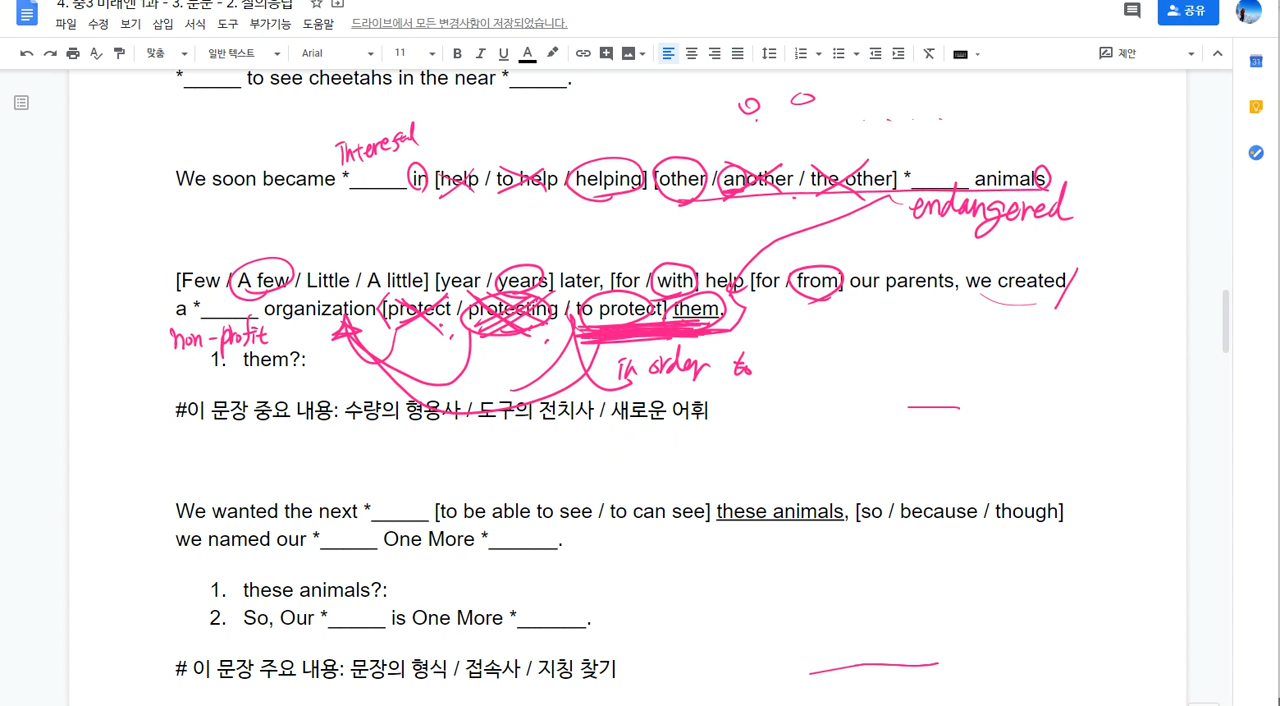 4. 중3 미래엔 1과 - 3. 본문 - 2. 질의응답
공유
파일 수정 보기 삽입 서식 도구 부가기능 도움말 드라이브에서 모든 변경사항이 저장되었습니다.
맞춤 일반 텍스트 Arial 11 B I U A 제안
31
*_____ to see cheetahs in the near *_____.
interested
We soon became *_____ in [help / to help / helping] [other / another / the other] *_____ animals
endangered
[Few / A few / Little / A little] [year / years] later, [for / with] help [for / from] our parents, we created
a *_____ organization [protect / protecting / to protect] them.
non-profit
1. them?:
in order to
#이 문장 중요 내용: 수량의 형용사 / 도구의 전치사 / 새로운 어휘
We wanted the next *_____ [to be able to see / to can see] these animals, [so / because / though]
we named our *_____ One More *______.
1. these animals?:
2. So, Our *_____ is One More *______.
# 이 문장 주요 내용: 문장의 형식 / 접속사 / 지칭 찾기